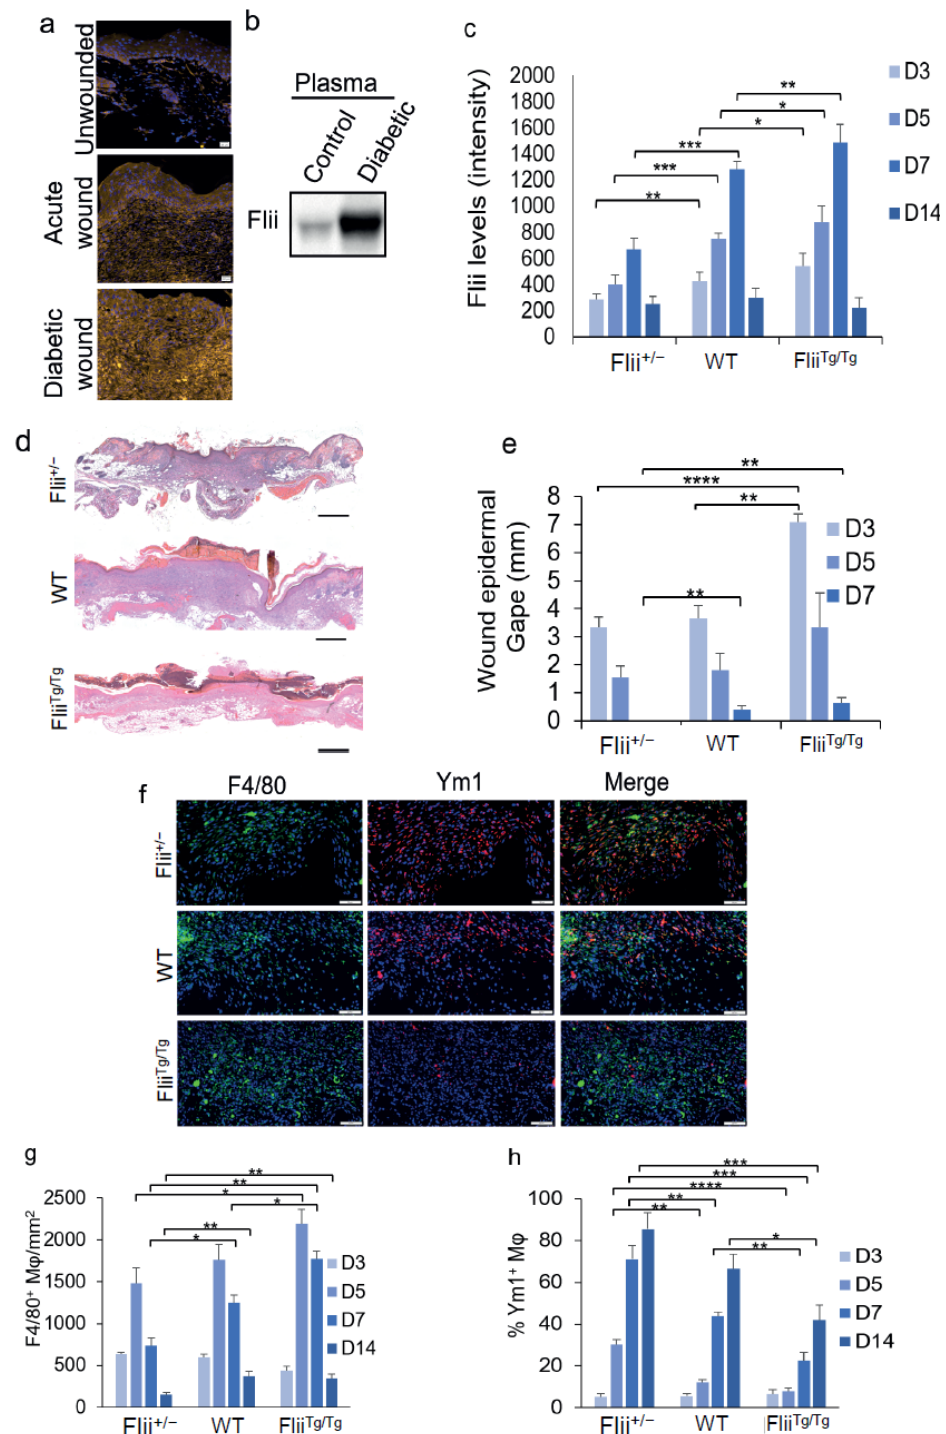 a
Unwounded
Acute
wound
Diabetic
wound
b
Plasma
Control
Diabetic
Flii
c
Flii levels (intensity)
2000
1800
1600
1400
1200
1000
800
600
400
200
0
**
*
*
***
***
**
D3
D5
D7
D14
Flii+/−
WT
FliiTg/Tg
d
Flii+/−
WT
FliiTg/Tg
e
Wound epidermal
Gape (mm)
8
7
6
5
4
3
2
1
0
**
****
**
**
D3
D5
D7
Flii+/−
WT
FliiTg/Tg
f
F4/80
Ym1
Merge
Flii+/−
WT
FliiTg/Tg
g
F4/80+ Mφ/mm2
2500
2000
1500
1000
500
0
**
**
*
*
**
*
D3
D5
D7
D14
Flii+/−
WT
FliiTg/Tg
h
% Ym1+ Mφ
100
80
60
40
20
0
***
***
****
**
**
*
**
D3
D5
D7
D14
Flii+/−
WT
FliiTg/Tg